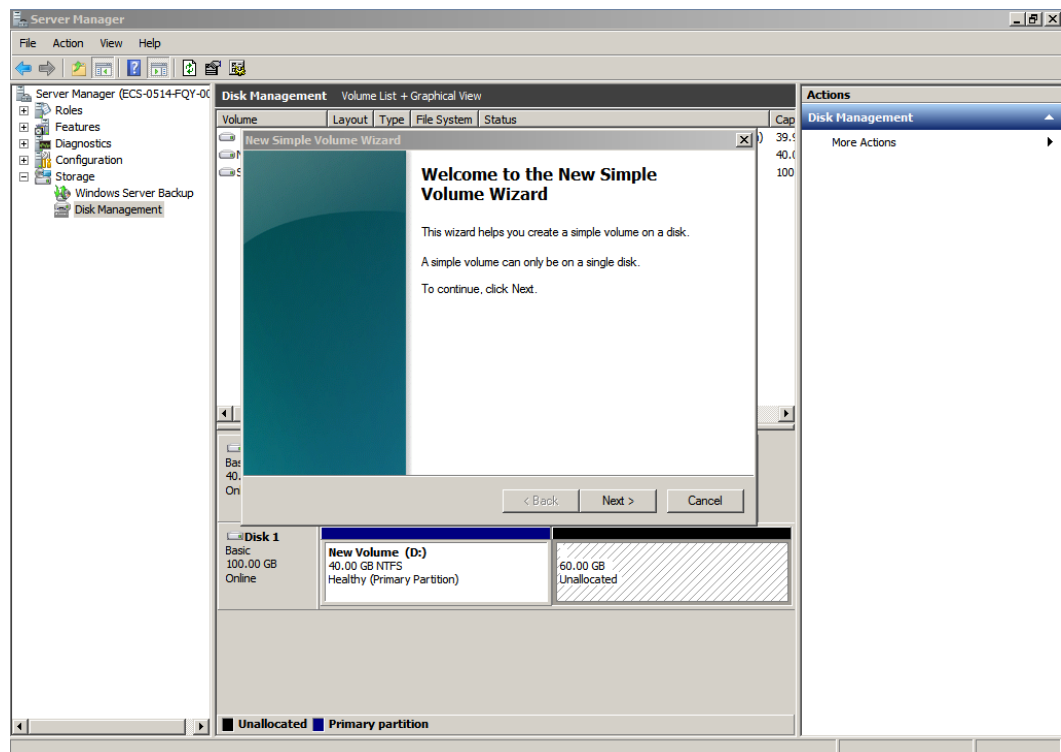 Server Manager
File Action View Help
Server Manager (ECS-0514-FQY-00
Roles
Features
Diagnostics
Configuration
Storage
Windows Server Backup
Disk Management
Disk Management Volume List + Graphical View
Volume Layout Type File System Status Cap
39.9
40.0
100
New Simple Volume Wizard
Welcome to the New Simple
Volume Wizard
This wizard helps you create a simple volume on a disk.
A simple volume can only be on a single disk.
To continue, click Next.
< Back Next > Cancel
Bas
40.
Onl
Disk 1
Basic
100.00 GB
Online
New Volume (D:)
40.00 GB NTFS
Healthy (Primary Partition)
60.00 GB
Unallocated
Unallocated Primary partition
Actions
Disk Management
More Actions